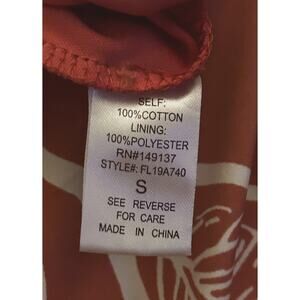 SELF:
100%COTTON
LINING:
100%POLYESTER
RN#149137
STYLE#: FL19A740
S
SEE REVERSE
FOR CARE
MADE IN CHINA